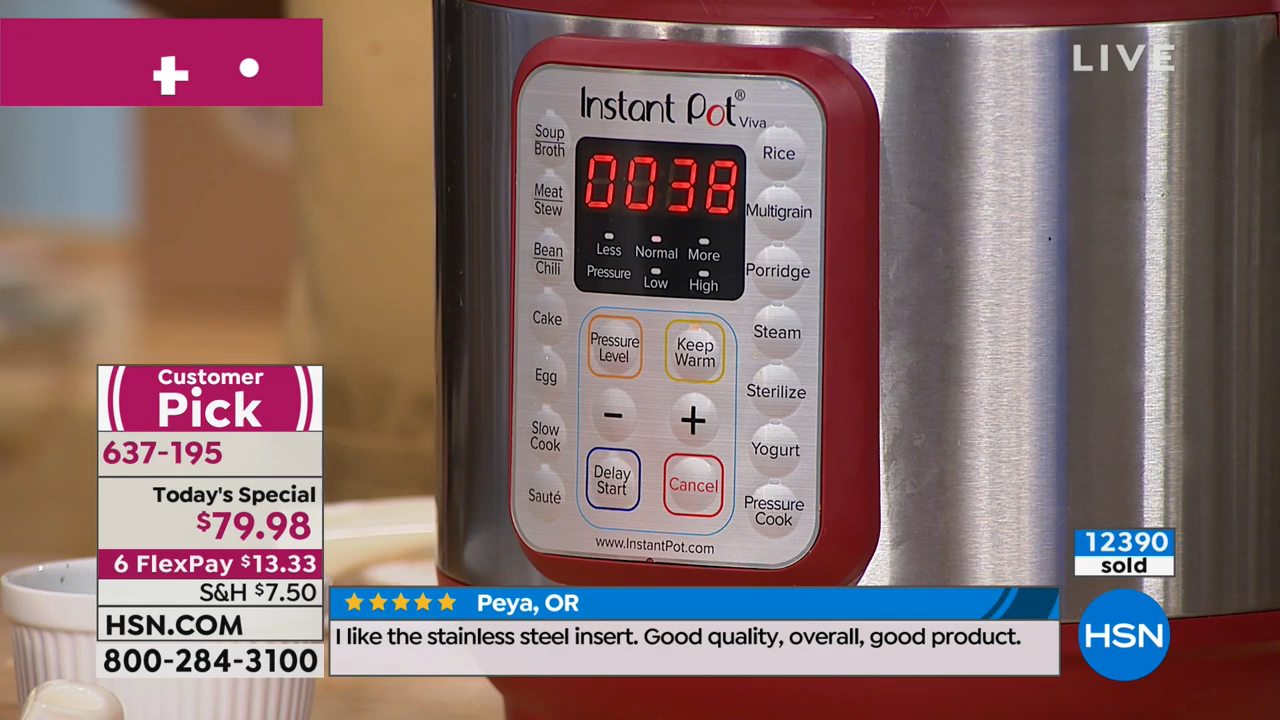 LIVE
Instant Pot®
Viva
0038
Less Normal More
Pressure Low High
Soup
Broth
Meat
Stew
Bean
Chili
Cake
Egg
Slow
Cook
Sauté
Pressure
Level
Keep
Warm
- +
Delay
Start
Cancel
Rice
Multigrain
Porridge
Steam
Sterilize
Yogurt
Pressure
Cook
www.InstantPot.com
Customer
Pick
637-195
Today's Special
$79.98
6 FlexPay $13.33
S&H $7.50
HSN.COM
800-284-3100
Peya, OR
I like the stainless steel insert. Good quality, overall, good product.
12390
sold
HSN